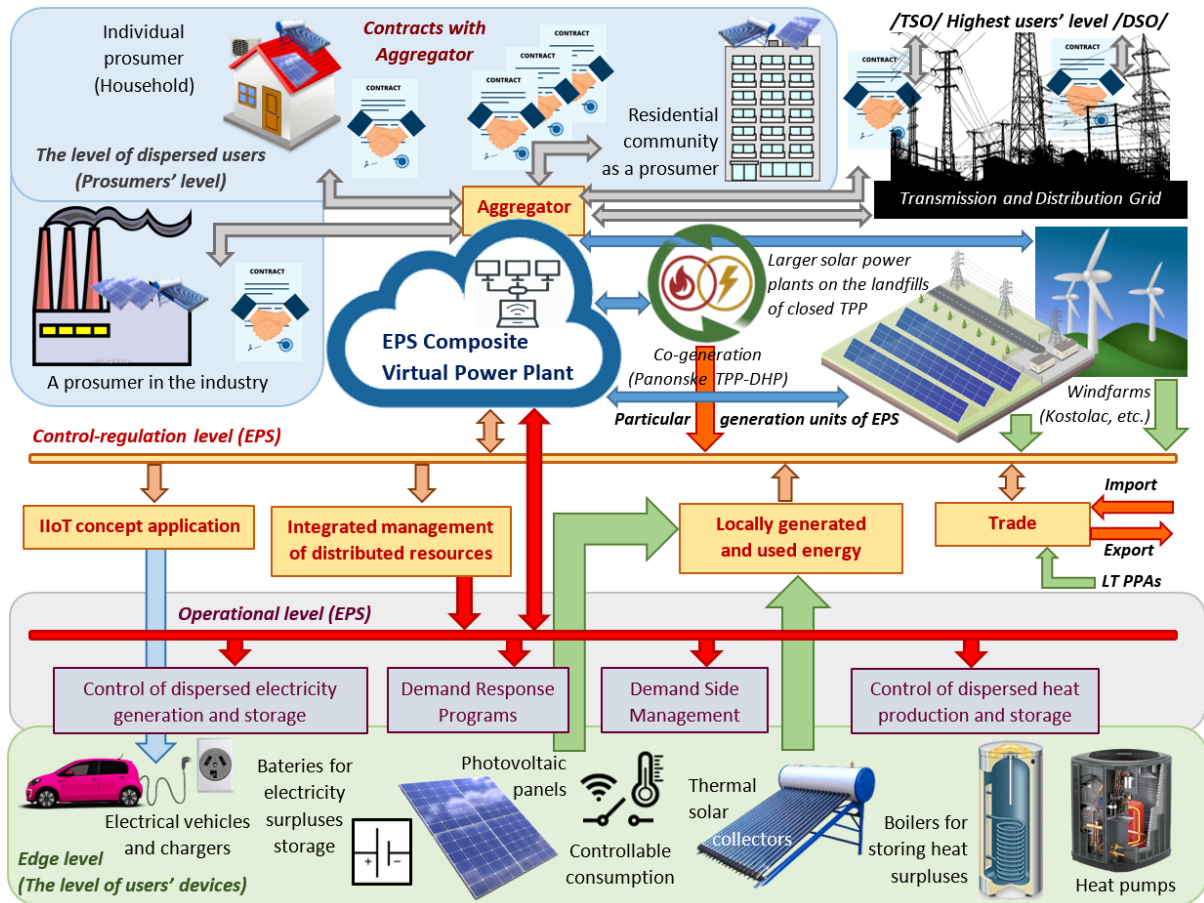 Individual
prosumer
(Household)
Contracts with
Aggregator
CONTRACT
CONTRACT
CONTRACT
CONTRACT
Residential
community
as a prosumer
/TSO/ Highest users' level /DSO/
CONTRACT
CONTRACT
Transmission and Distribution Grid
The level of dispersed users
(Prosumers' level)
Aggregator
CONTRACT
A prosumer in the industry
EPS Composite
Virtual Power Plant
Larger solar power
plants on the landfills
of closed TPP
Co-generation
(Panonske TPP-DHP)
Particular generation units of EPS
Windfarms
(Kostolac, etc.)
Control-regulation level (EPS)
IIoT concept application
Integrated management
of distributed resources
Locally generated
and used energy
Trade
Import
Export
LT PPAs
Operational level (EPS)
Control of dispersed electricity
generation and storage
Demand Response
Programs
Demand Side
Management
Control of dispersed heat
production and storage
Electrical vehicles
and chargers
Bateries for
electricity
surpluses
storage
Photovoltaic
panels
Controllable
consumption
Thermal
solar
collectors
Boilers for
storing heat
surpluses
Heat pumps
Edge level
(The level of users' devices)